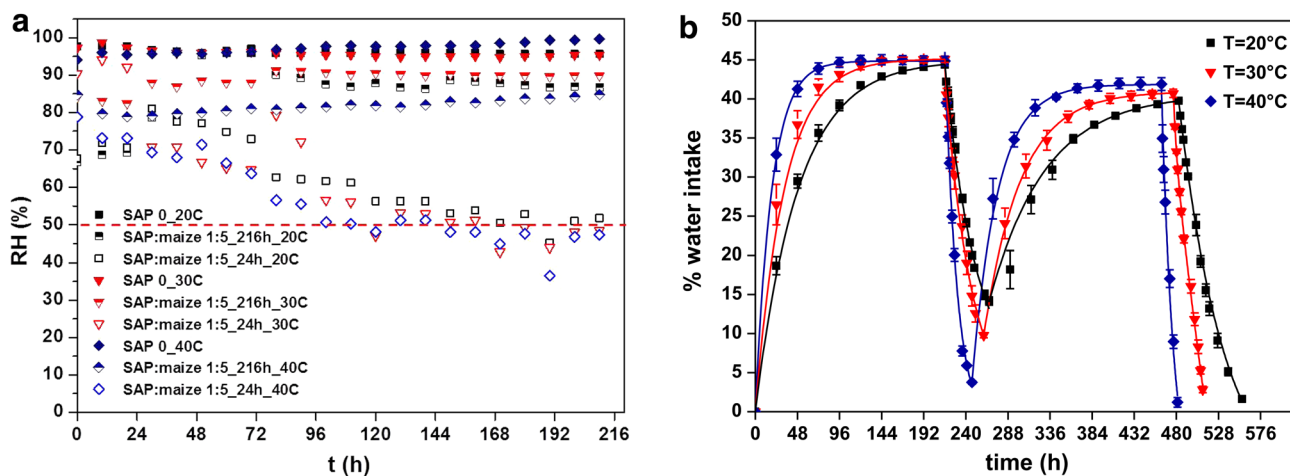 a
100
90
80
70
60
50
40
30
20
10
0
RH (%)
SAP 0_20C
SAP:maize 1:5_216h_20C
SAP:maize 1:5_24h_20C
SAP 0_30C
SAP:maize 1:5_216h_30C
SAP:maize 1:5_24h_30C
SAP 0_40C
SAP:maize 1:5_216h_40C
SAP:maize 1:5_24h_40C
0 24 48 72 96 120 144 168 192 216
t (h)
b
50
45
40
35
30
25
20
15
10
5
0
% water intake
T=20°C
T=30°C
T=40°C
0 48 96 144 192 240 288 336 384 432 480 528 576
time (h)